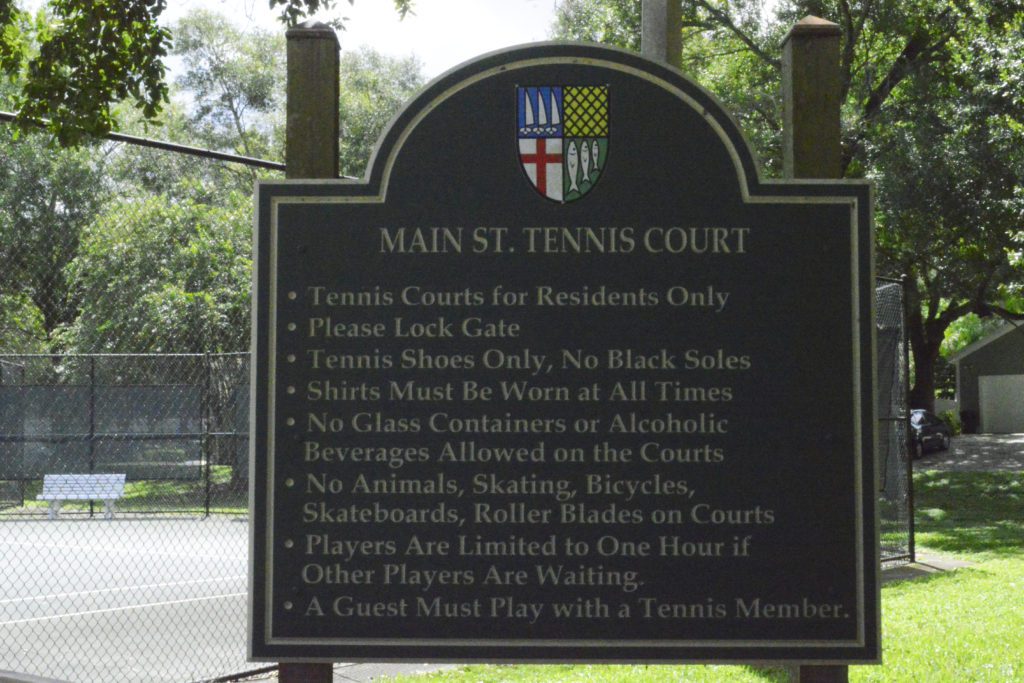 MAIN ST. TENNIS COURT
• Tennis Courts for Residents Only
• Please Lock Gate
• Tennis Shoes Only, No Black Soles
• Shirts Must Be Worn at All Times
• No Glass Containers or Alcoholic
Beverages Allowed on the Courts
• No Animals, Skating, Bicycles,
Skateboards, Roller Blades on Courts
• Players Are Limited to One Hour if
Other Players Are Waiting.
• A Guest Must Play with a Tennis Member.